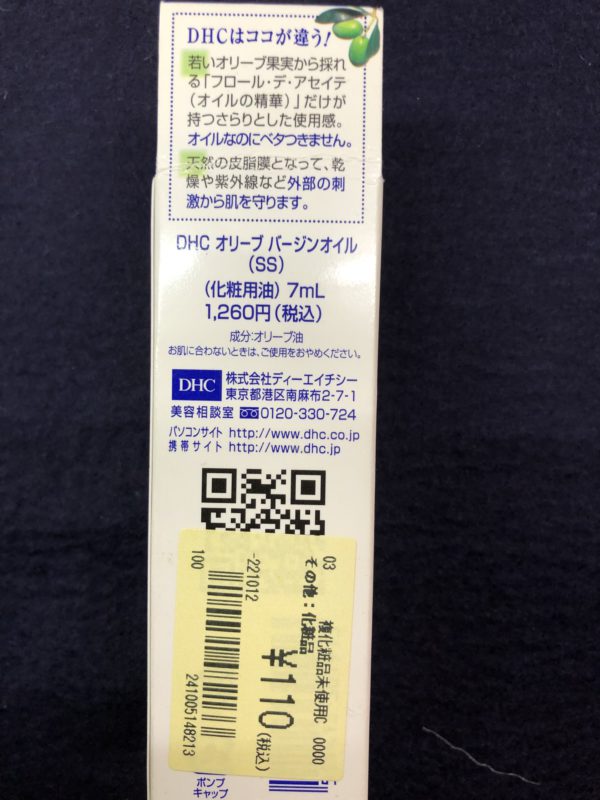 DHCはココが違う!
若いオリーブ果実から採れ
る「フロール・デ・アセイテ
(オイルの精華)」だけが
持つさらりとした使用感。
オイルなのにベタつきません。
天然の皮脂膜となって、乾
燥や紫外線など外部の刺
激から肌を守ります。
DHC オリーブ バージンオイル
(SS)
(化粧用油) 7mL
1,260円(税込)
成分:オリーブ油
お肌に合わないときは、ご使用をおやめください。
DHC 株式会社ディーエイチシー
東京都港区南麻布2-7-1
美容相談室 0120-330-724
パソコンサイト http://www.dhc.co.jp
携帯サイト http://www.dhc.jp
03 複化粧品未使用C 0000
その他:化粧品
¥110(税込)
-221012
100 241005148213
ポンプ
キャップ